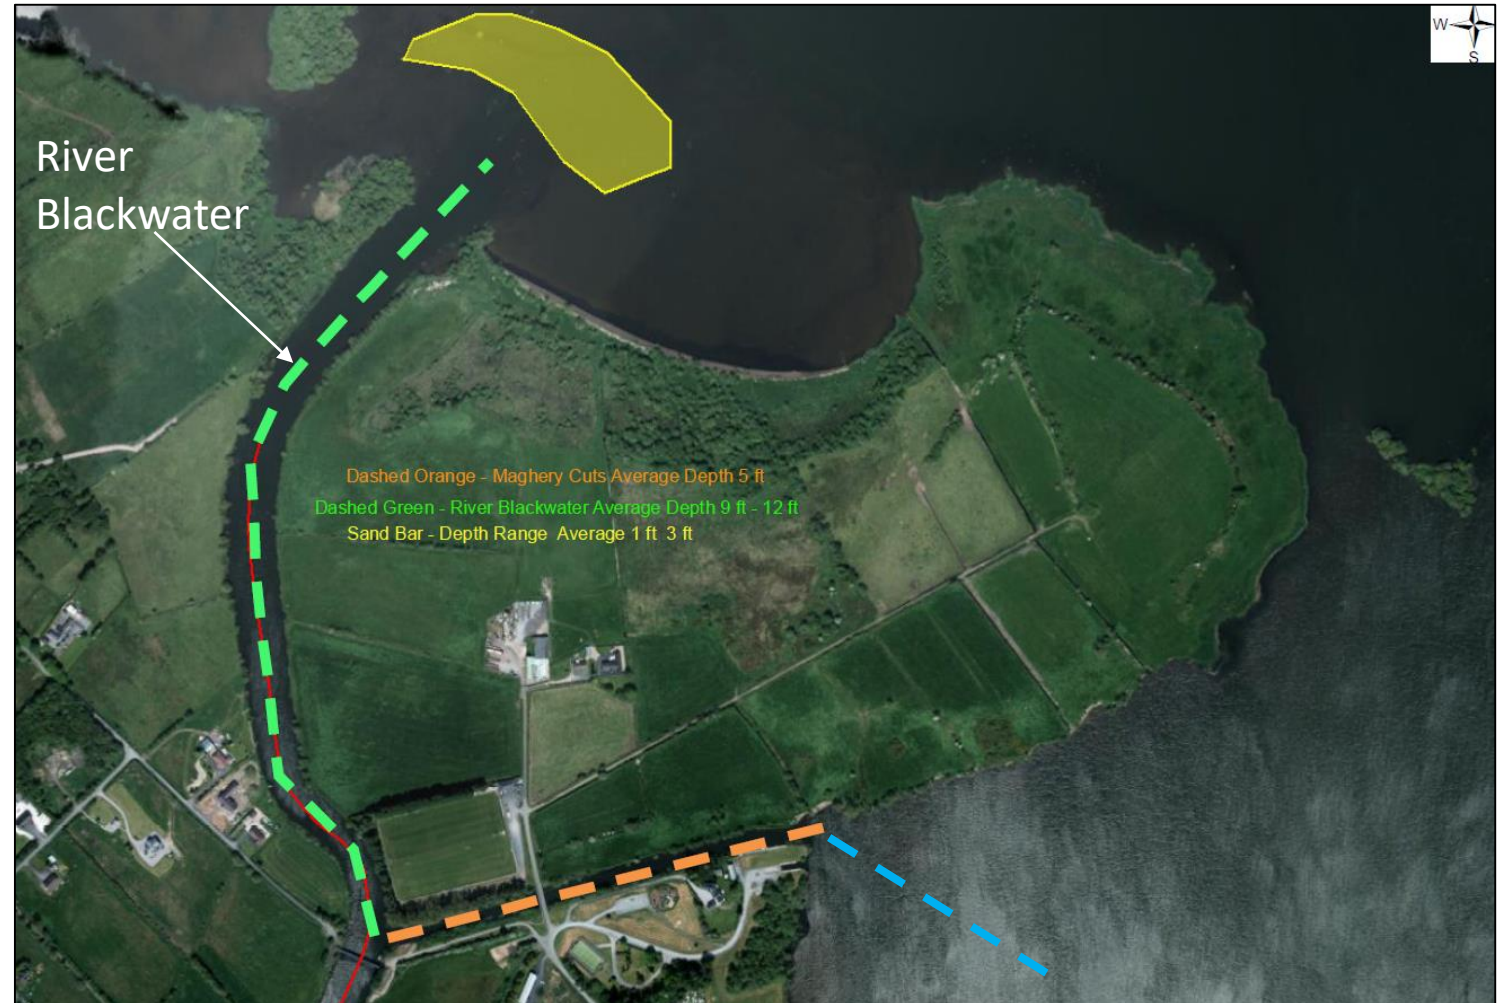 W
S
River
Blackwater
Dashed Orange - Maghery Cuts Average Depth 5 ft
Dashed Green - River Blackwater Average Depth 9 ft - 12 ft
Sand Bar - Depth Range Average 1 ft 3 ft